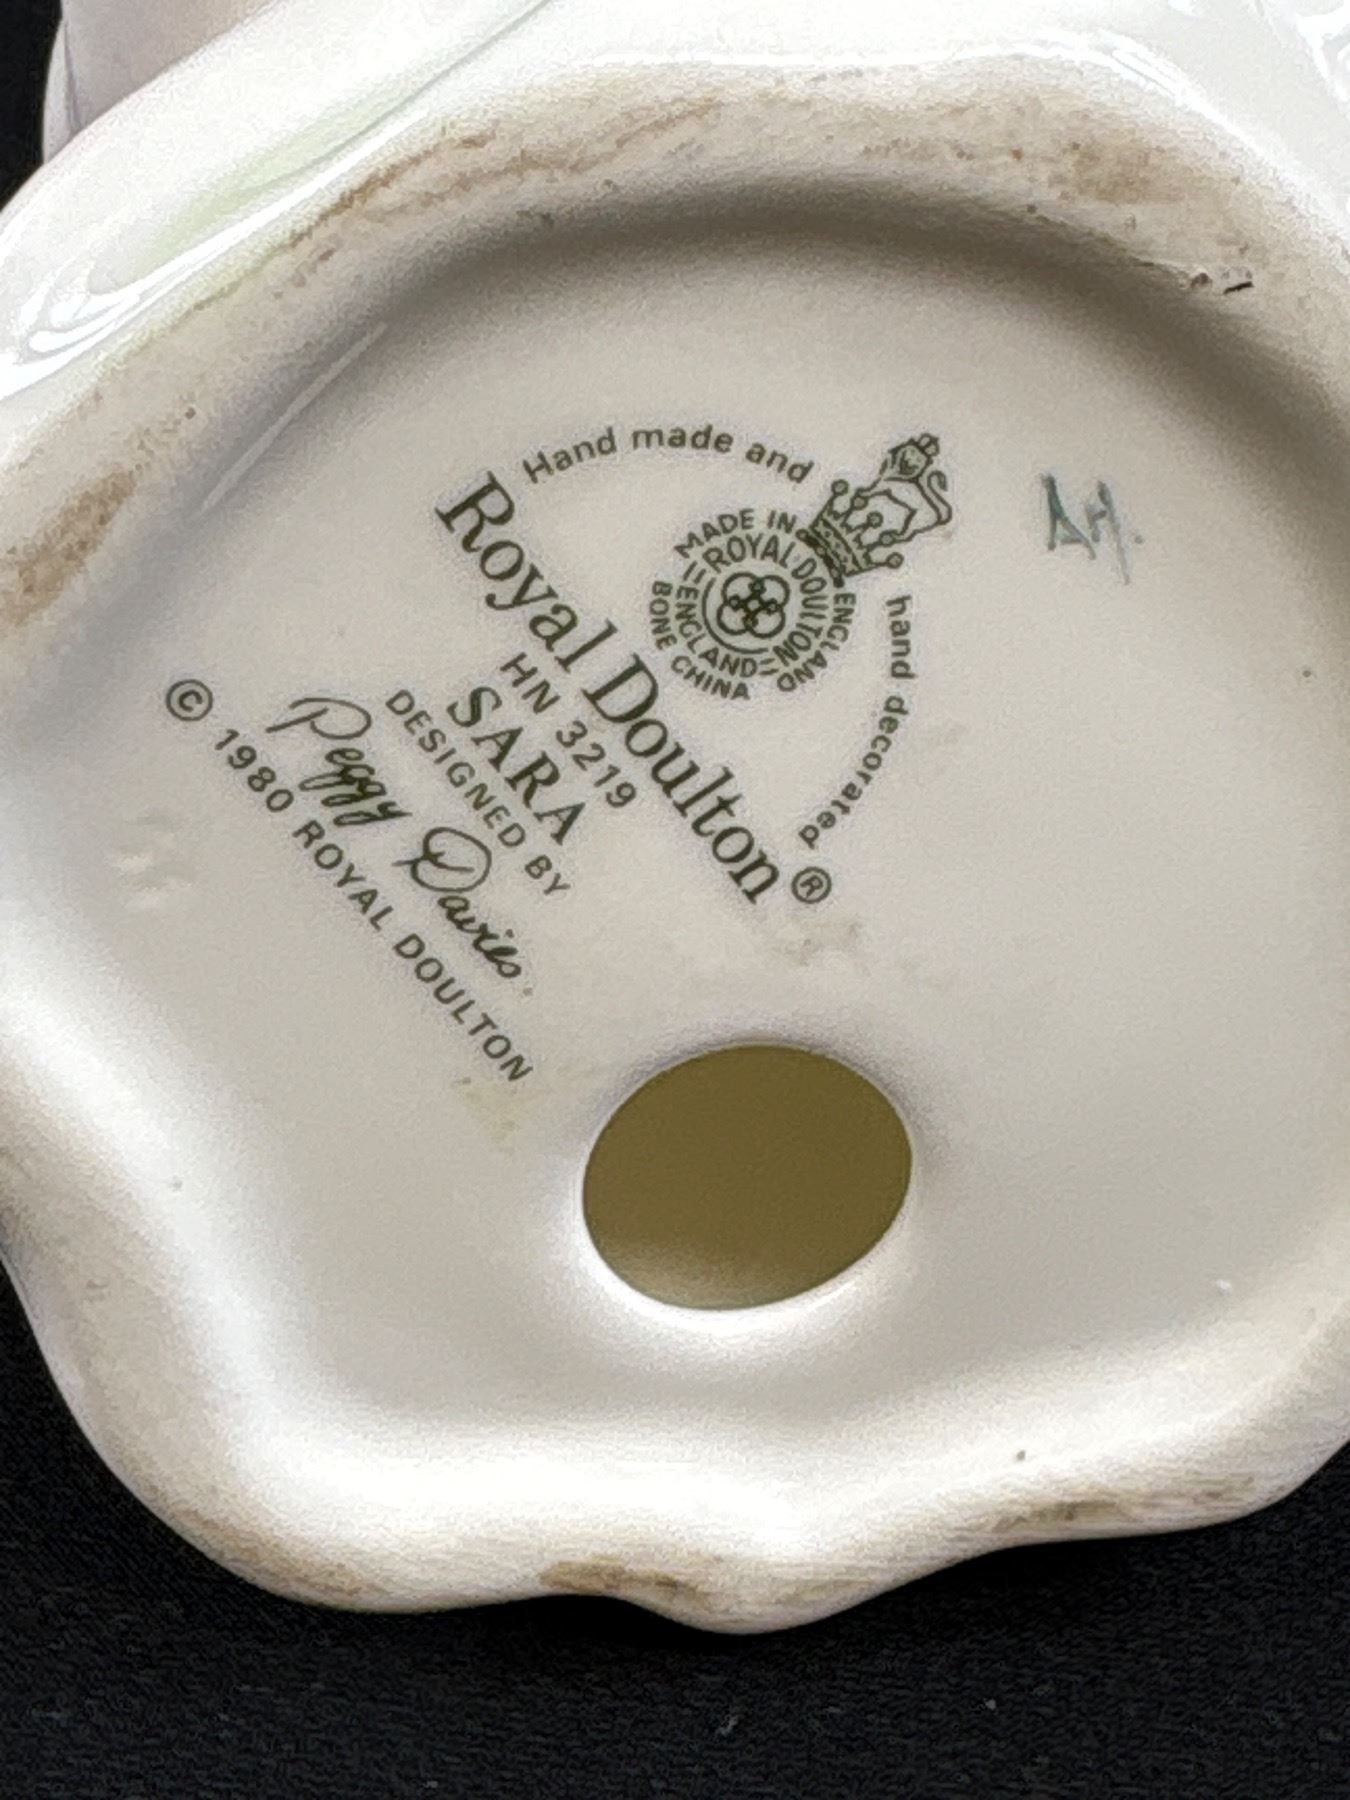 Hand made and
hand decorated
MADE IN ENGLAND
ROYAL DOULTON
ENGLAND
BONE CHINA
Royal Doulton ®
HN 3219
SARA
DESIGNED BY
Peggy Davies.
© 1980 ROYAL DOULTON